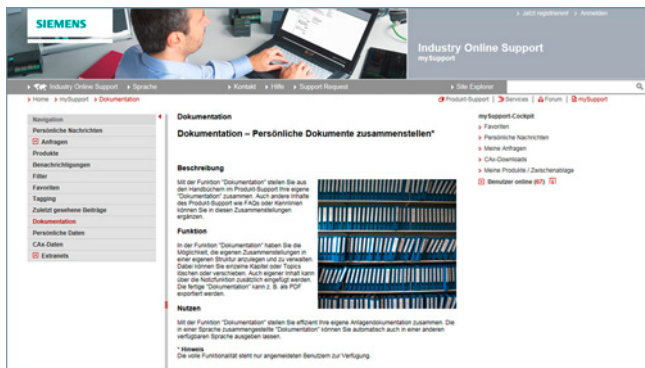 SIEMENS
› Jetzt registrieren! › Anmelden
Industry Online Support
mySupport
› Industry Online Support › Sprache › Kontakt › Hilfe › Support Request › Site Explorer
› Home › mySupport › Dokumentation
Produkt-Support | Services | Forum | mySupport
Navigation
Persönliche Nachrichten
Anfragen
Produkte
Benachrichtigungen
Filter
Favoriten
Tagging
Zuletzt gesehene Beiträge
Dokumentation
Persönliche Daten
CAx-Daten
Extranets
Dokumentation
Dokumentation – Persönliche Dokumente zusammenstellen*
Beschreibung
Mit der Funktion "Dokumentation" stellen Sie aus
den Handbüchern im Produkt-Support Ihre eigene
"Dokumentation" zusammen. Auch andere Inhalte
des Produkt-Support wie FAQs oder Kennlinien
können Sie in diesen Zusammenstellungen
ergänzen.
Funktion
In der Funktion "Dokumentation" haben Sie die
Möglichkeit, die eigenen Zusammenstellungen in
einer eigenen Struktur anzulegen und zu verwalten.
Dabei können Sie einzelne Kapitel oder Topics
löschen oder verschieben. Auch eigener Inhalt kann
über die Notizfunktion zusätzlich eingefügt werden.
Die fertige "Dokumentation" kann z. B. als PDF
exportiert werden.
Nutzen
Mit der Funktion "Dokumentation" stellen Sie effizient Ihre eigene Anlagendokumentation zusammen. Die
in einer Sprache zusammengestellte "Dokumentation" können Sie automatisch auch in einer anderen
verfügbaren Sprache ausgeben lassen.
* Hinweis
Die volle Funktionalität steht nur angemeldeten Benutzern zur Verfügung.
mySupport-Cockpit
› Favoriten
› Persönliche Nachrichten
› Meine Anfragen
› CAx-Downloads
› Meine Produkte / Zwischenablage
Benutzer online (67)